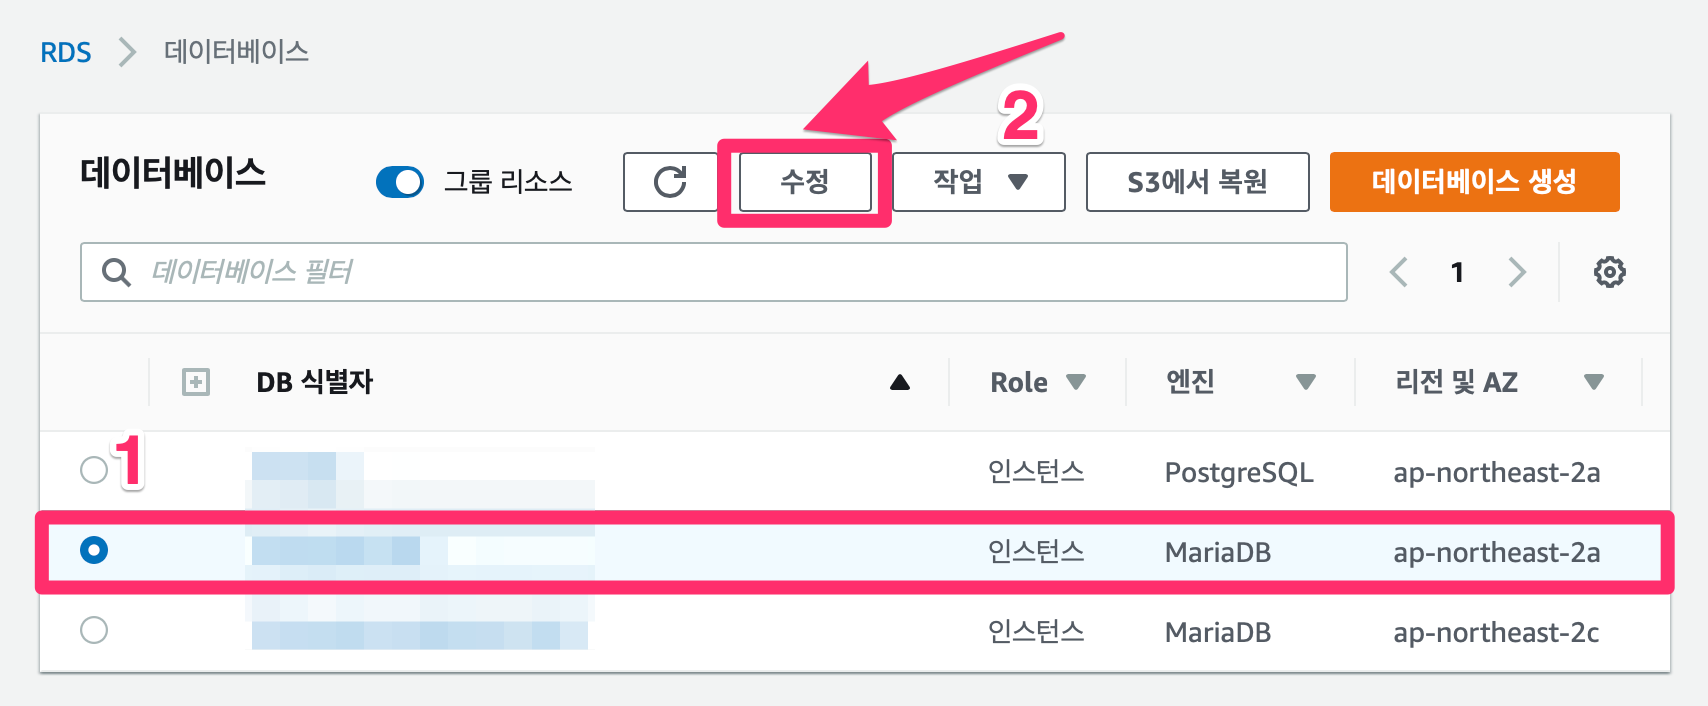 RDS 데이터베이스
2
데이터베이스 그룹 리소스 수정 작업 S3에서 복원 데이터베이스 생성
데이터베이스 필터 1
DB 식별자 Role 엔진 리전 및 AZ
1
인스턴스 PostgreSQL ap-northeast-2a
인스턴스 MariaDB ap-northeast-2a
인스턴스 MariaDB ap-northeast-2c